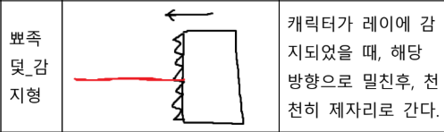 뾰족
덫_감
지형
캐릭터가 레이에 감
지되었을 때, 해당
방향으로 밀친후, 천
천히 제자리로 간다.